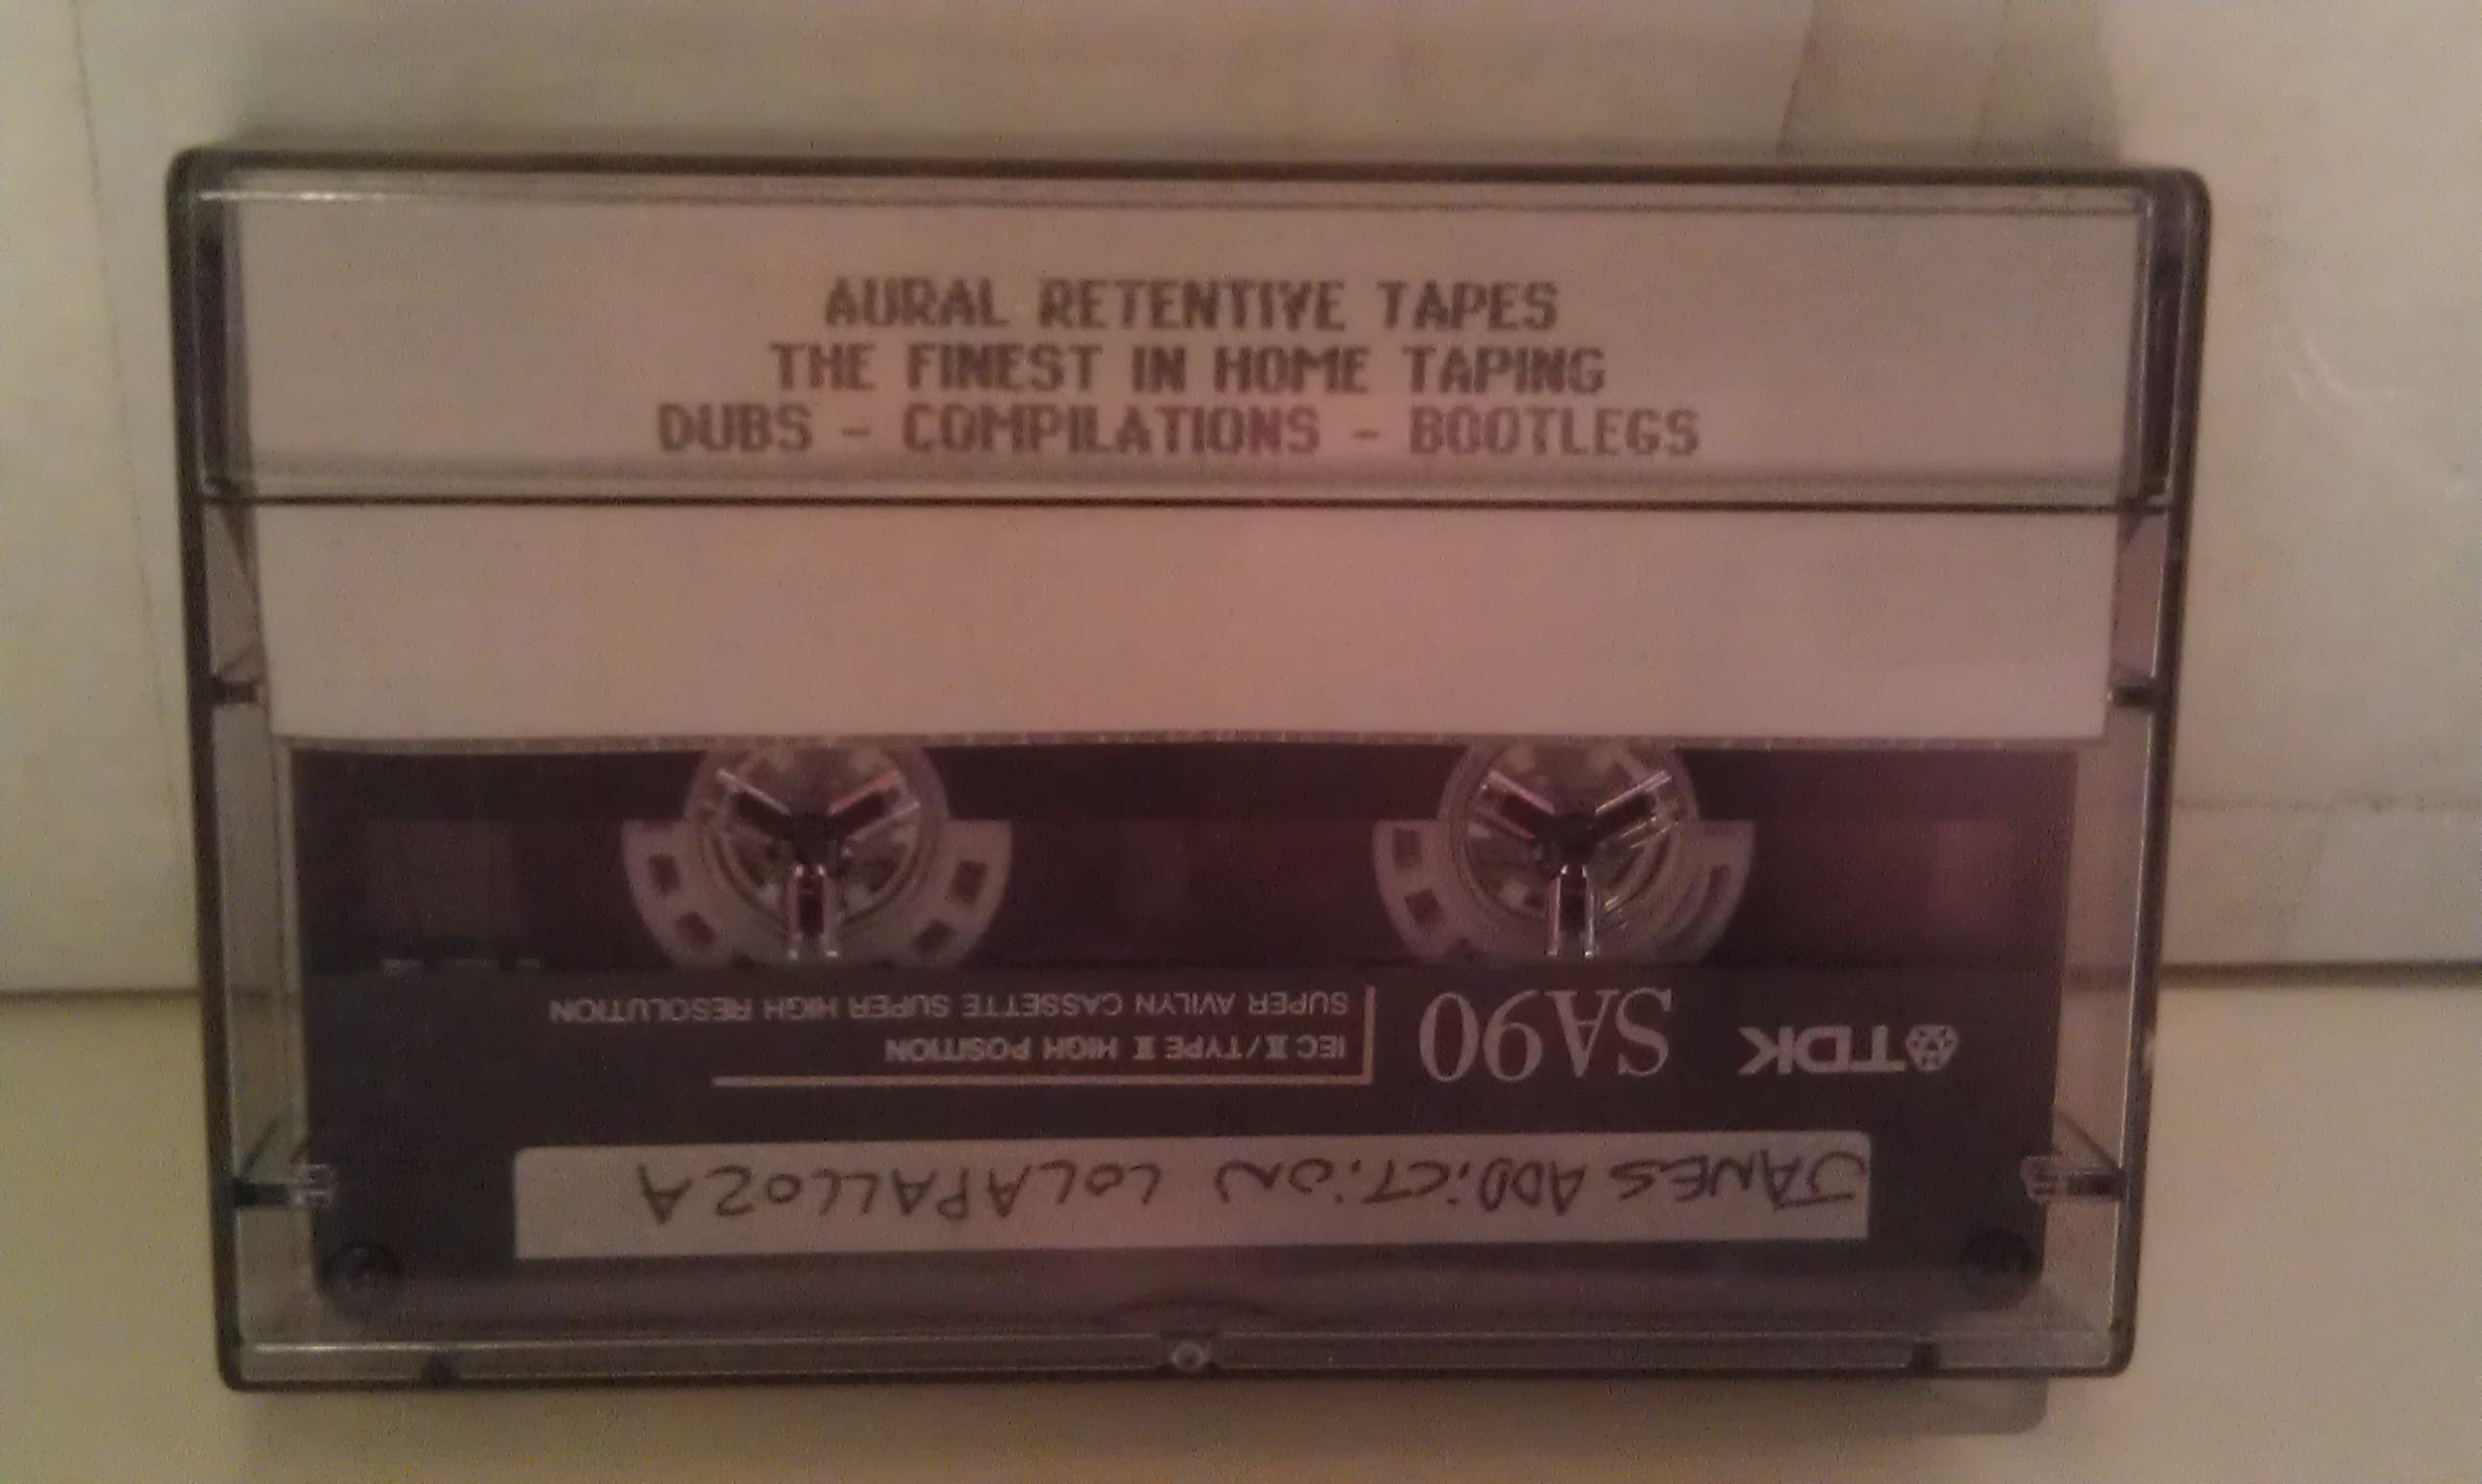 AURAL RETENTIVE TAPES
THE FINEST IN HOME TAPING
DUBS - COMPILATIONS - BOOTLEGS
JANES ADDiCTiON LOLAPALLOZA
TDK SA90 IEC II/TYPE II HIGH POSITION
SUPER AVILYN CASSETTE SUPER HIGH RESOLUTION